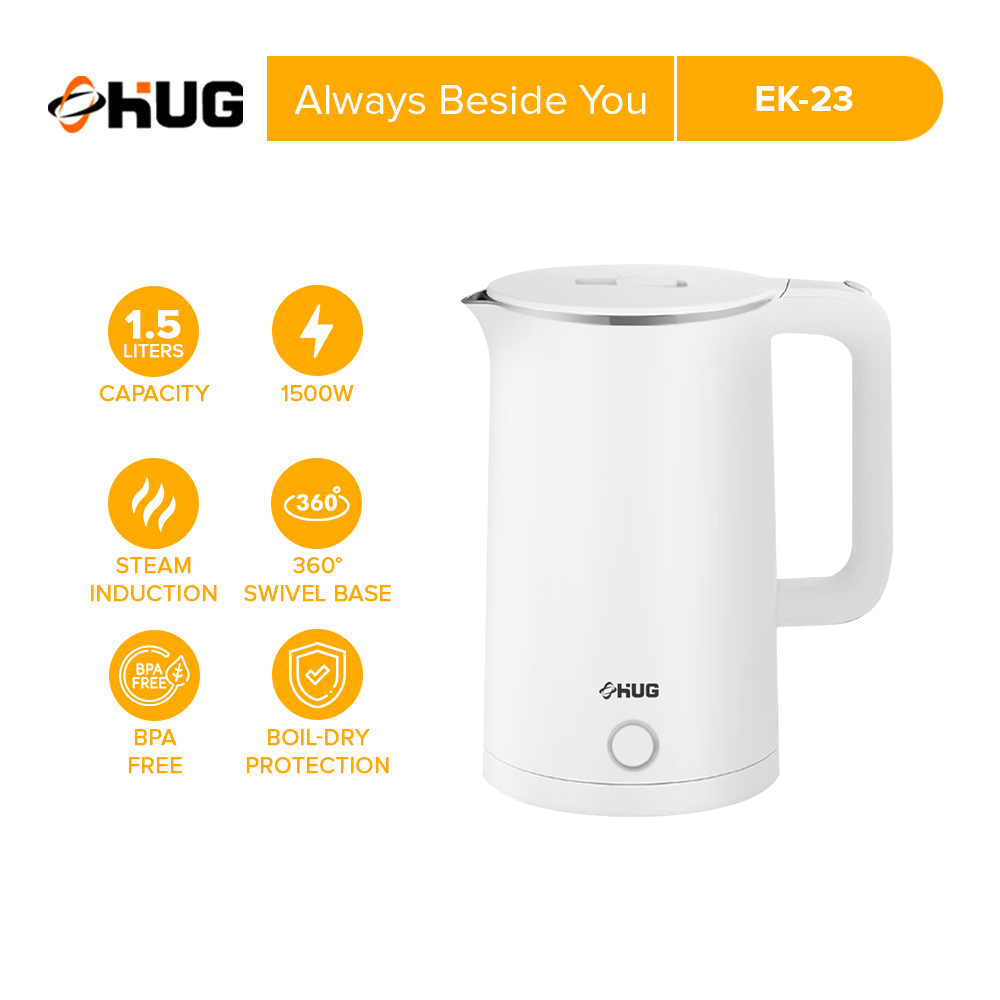 HUG
Always Beside You
EK-23
1.5
LITERS
CAPACITY
1500W
STEAM
INDUCTION
360°
360°
SWIVEL BASE
BPA
FREE
BPA
FREE
BOIL-DRY
PROTECTION
HUG